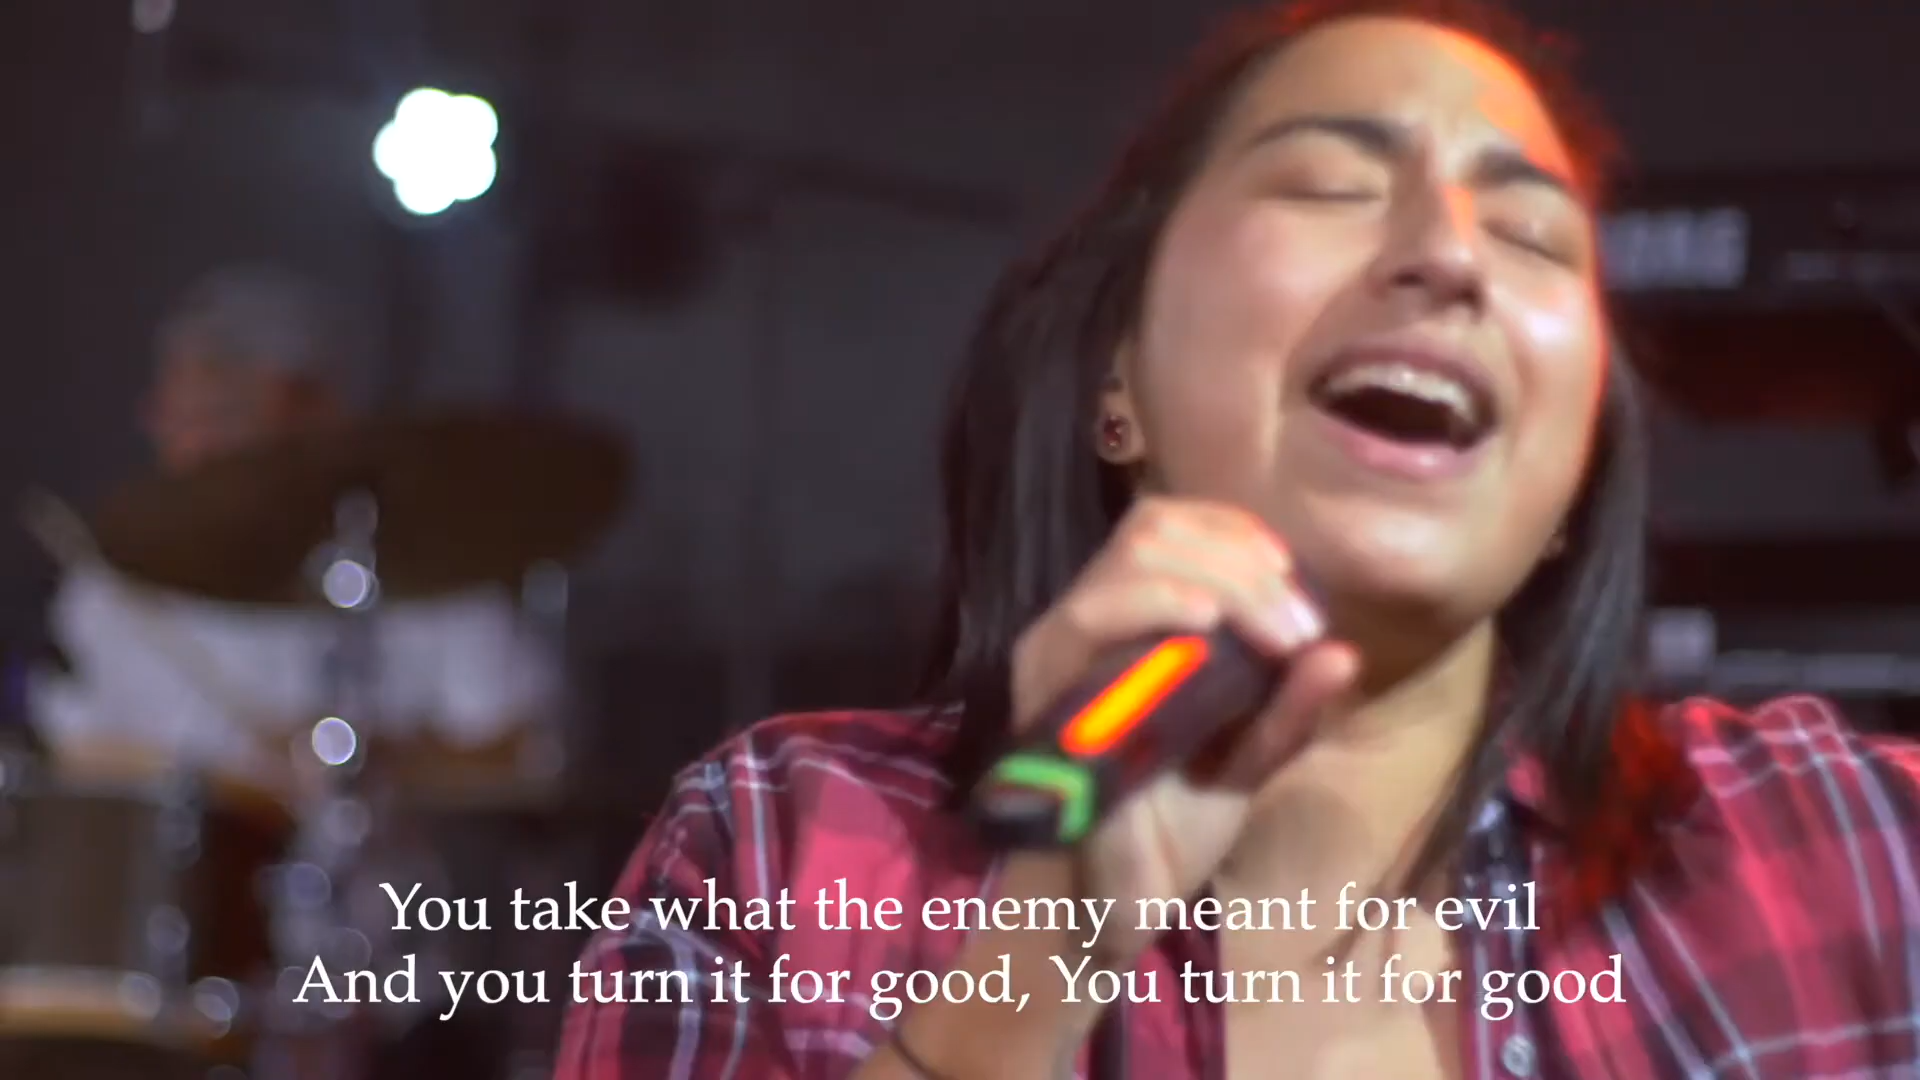 You take what the enemy meant for evil
And you turn it for good, You turn it for good